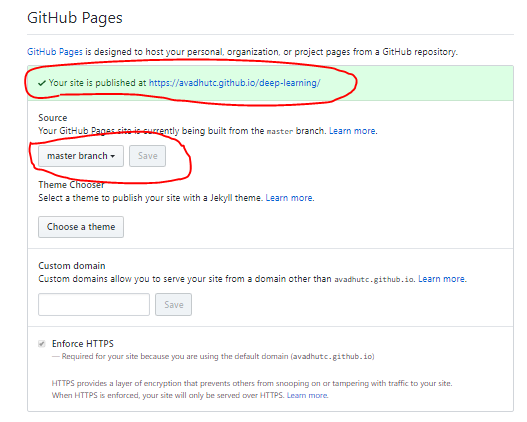 GitHub Pages
GitHub Pages is designed to host your personal, organization, or project pages from a GitHub repository.
✔ Your site is published at https://avadhutc.github.io/deep-learning/
Source
Your GitHub Pages site is currently being built from the master branch. Learn more.
master branch ▾ Save
Theme Chooser
Select a theme to publish your site with a Jekyll theme. Learn more.
Choose a theme
Custom domain
Custom domains allow you to serve your site from a domain other than avadhutc.github.io. Learn more.
Save
Enforce HTTPS
— Required for your site because you are using the default domain (avadhutc.github.io)
HTTPS provides a layer of encryption that prevents others from snooping on or tampering with traffic to your site.
When HTTPS is enforced, your site will only be served over HTTPS. Learn more.